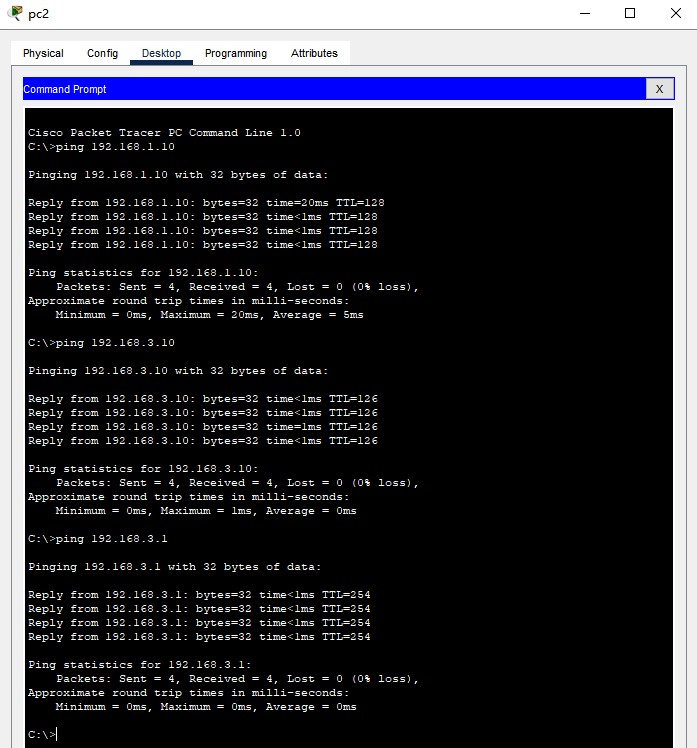 pc2
Physical Config Desktop Programming Attributes
Command Prompt X
Cisco Packet Tracer PC Command Line 1.0
C:\>ping 192.168.1.10
Pinging 192.168.1.10 with 32 bytes of data:
Reply from 192.168.1.10: bytes=32 time=20ms TTL=128
Reply from 192.168.1.10: bytes=32 time<1ms TTL=128
Reply from 192.168.1.10: bytes=32 time<1ms TTL=128
Reply from 192.168.1.10: bytes=32 time<1ms TTL=128
Ping statistics for 192.168.1.10:
    Packets: Sent = 4, Received = 4, Lost = 0 (0% loss),
Approximate round trip times in milli-seconds:
    Minimum = 0ms, Maximum = 20ms, Average = 5ms
C:\>ping 192.168.3.10
Pinging 192.168.3.10 with 32 bytes of data:
Reply from 192.168.3.10: bytes=32 time<1ms TTL=126
Reply from 192.168.3.10: bytes=32 time<1ms TTL=126
Reply from 192.168.3.10: bytes=32 time=1ms TTL=126
Reply from 192.168.3.10: bytes=32 time<1ms TTL=126
Ping statistics for 192.168.3.10:
    Packets: Sent = 4, Received = 4, Lost = 0 (0% loss),
Approximate round trip times in milli-seconds:
    Minimum = 0ms, Maximum = 1ms, Average = 0ms
C:\>ping 192.168.3.1
Pinging 192.168.3.1 with 32 bytes of data:
Reply from 192.168.3.1: bytes=32 time<1ms TTL=254
Reply from 192.168.3.1: bytes=32 time<1ms TTL=254
Reply from 192.168.3.1: bytes=32 time<1ms TTL=254
Reply from 192.168.3.1: bytes=32 time<1ms TTL=254
Ping statistics for 192.168.3.1:
    Packets: Sent = 4, Received = 4, Lost = 0 (0% loss),
Approximate round trip times in milli-seconds:
    Minimum = 0ms, Maximum = 0ms, Average = 0ms
C:\>